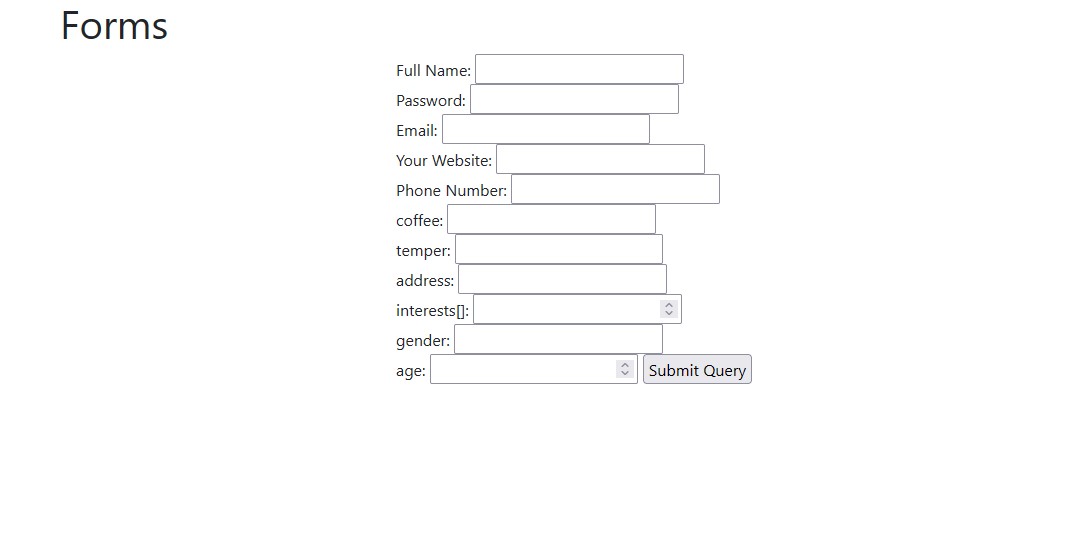 Forms
Full Name:
Password:
Email:
Your Website:
Phone Number:
coffee:
temper:
address:
interests[]:
gender:
age: Submit Query